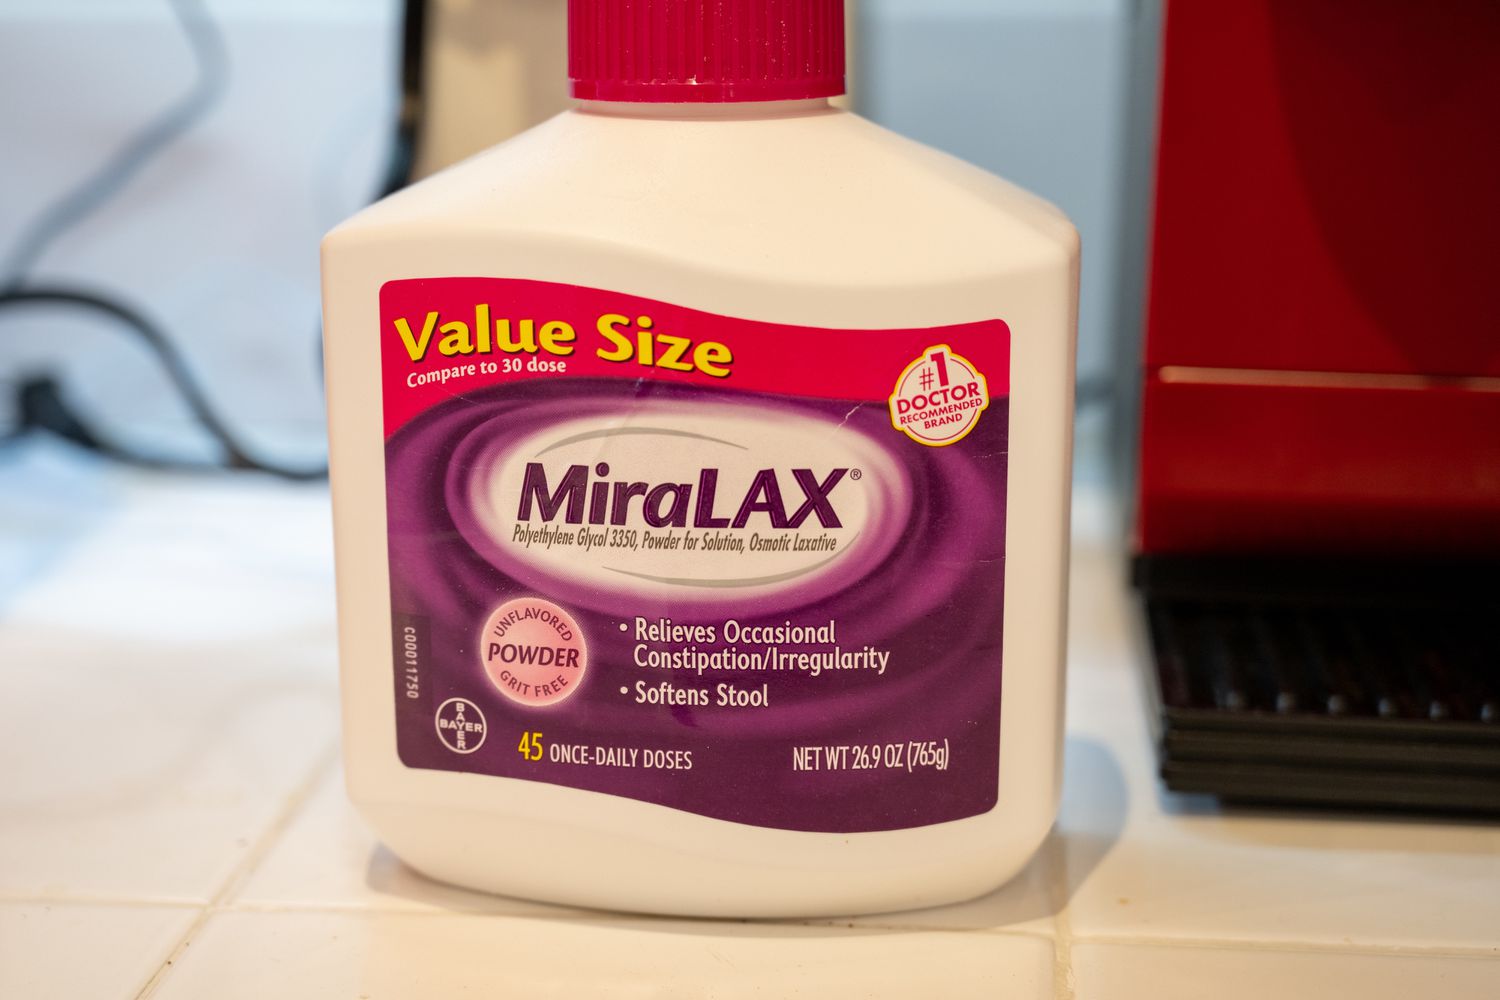 Value Size
Compare to 30 dose
#1
DOCTOR
RECOMMENDED
BRAND
MiraLAX®
Polyethylene Glycol 3350, Powder for Solution, Osmotic Laxative
UNFLAVORED
POWDER
GRIT FREE
• Relieves Occasional
Constipation/Irregularity
• Softens Stool
C00011750
BAYER
BAYER
45 ONCE-DAILY DOSES
NET WT 26.9 OZ (765g)